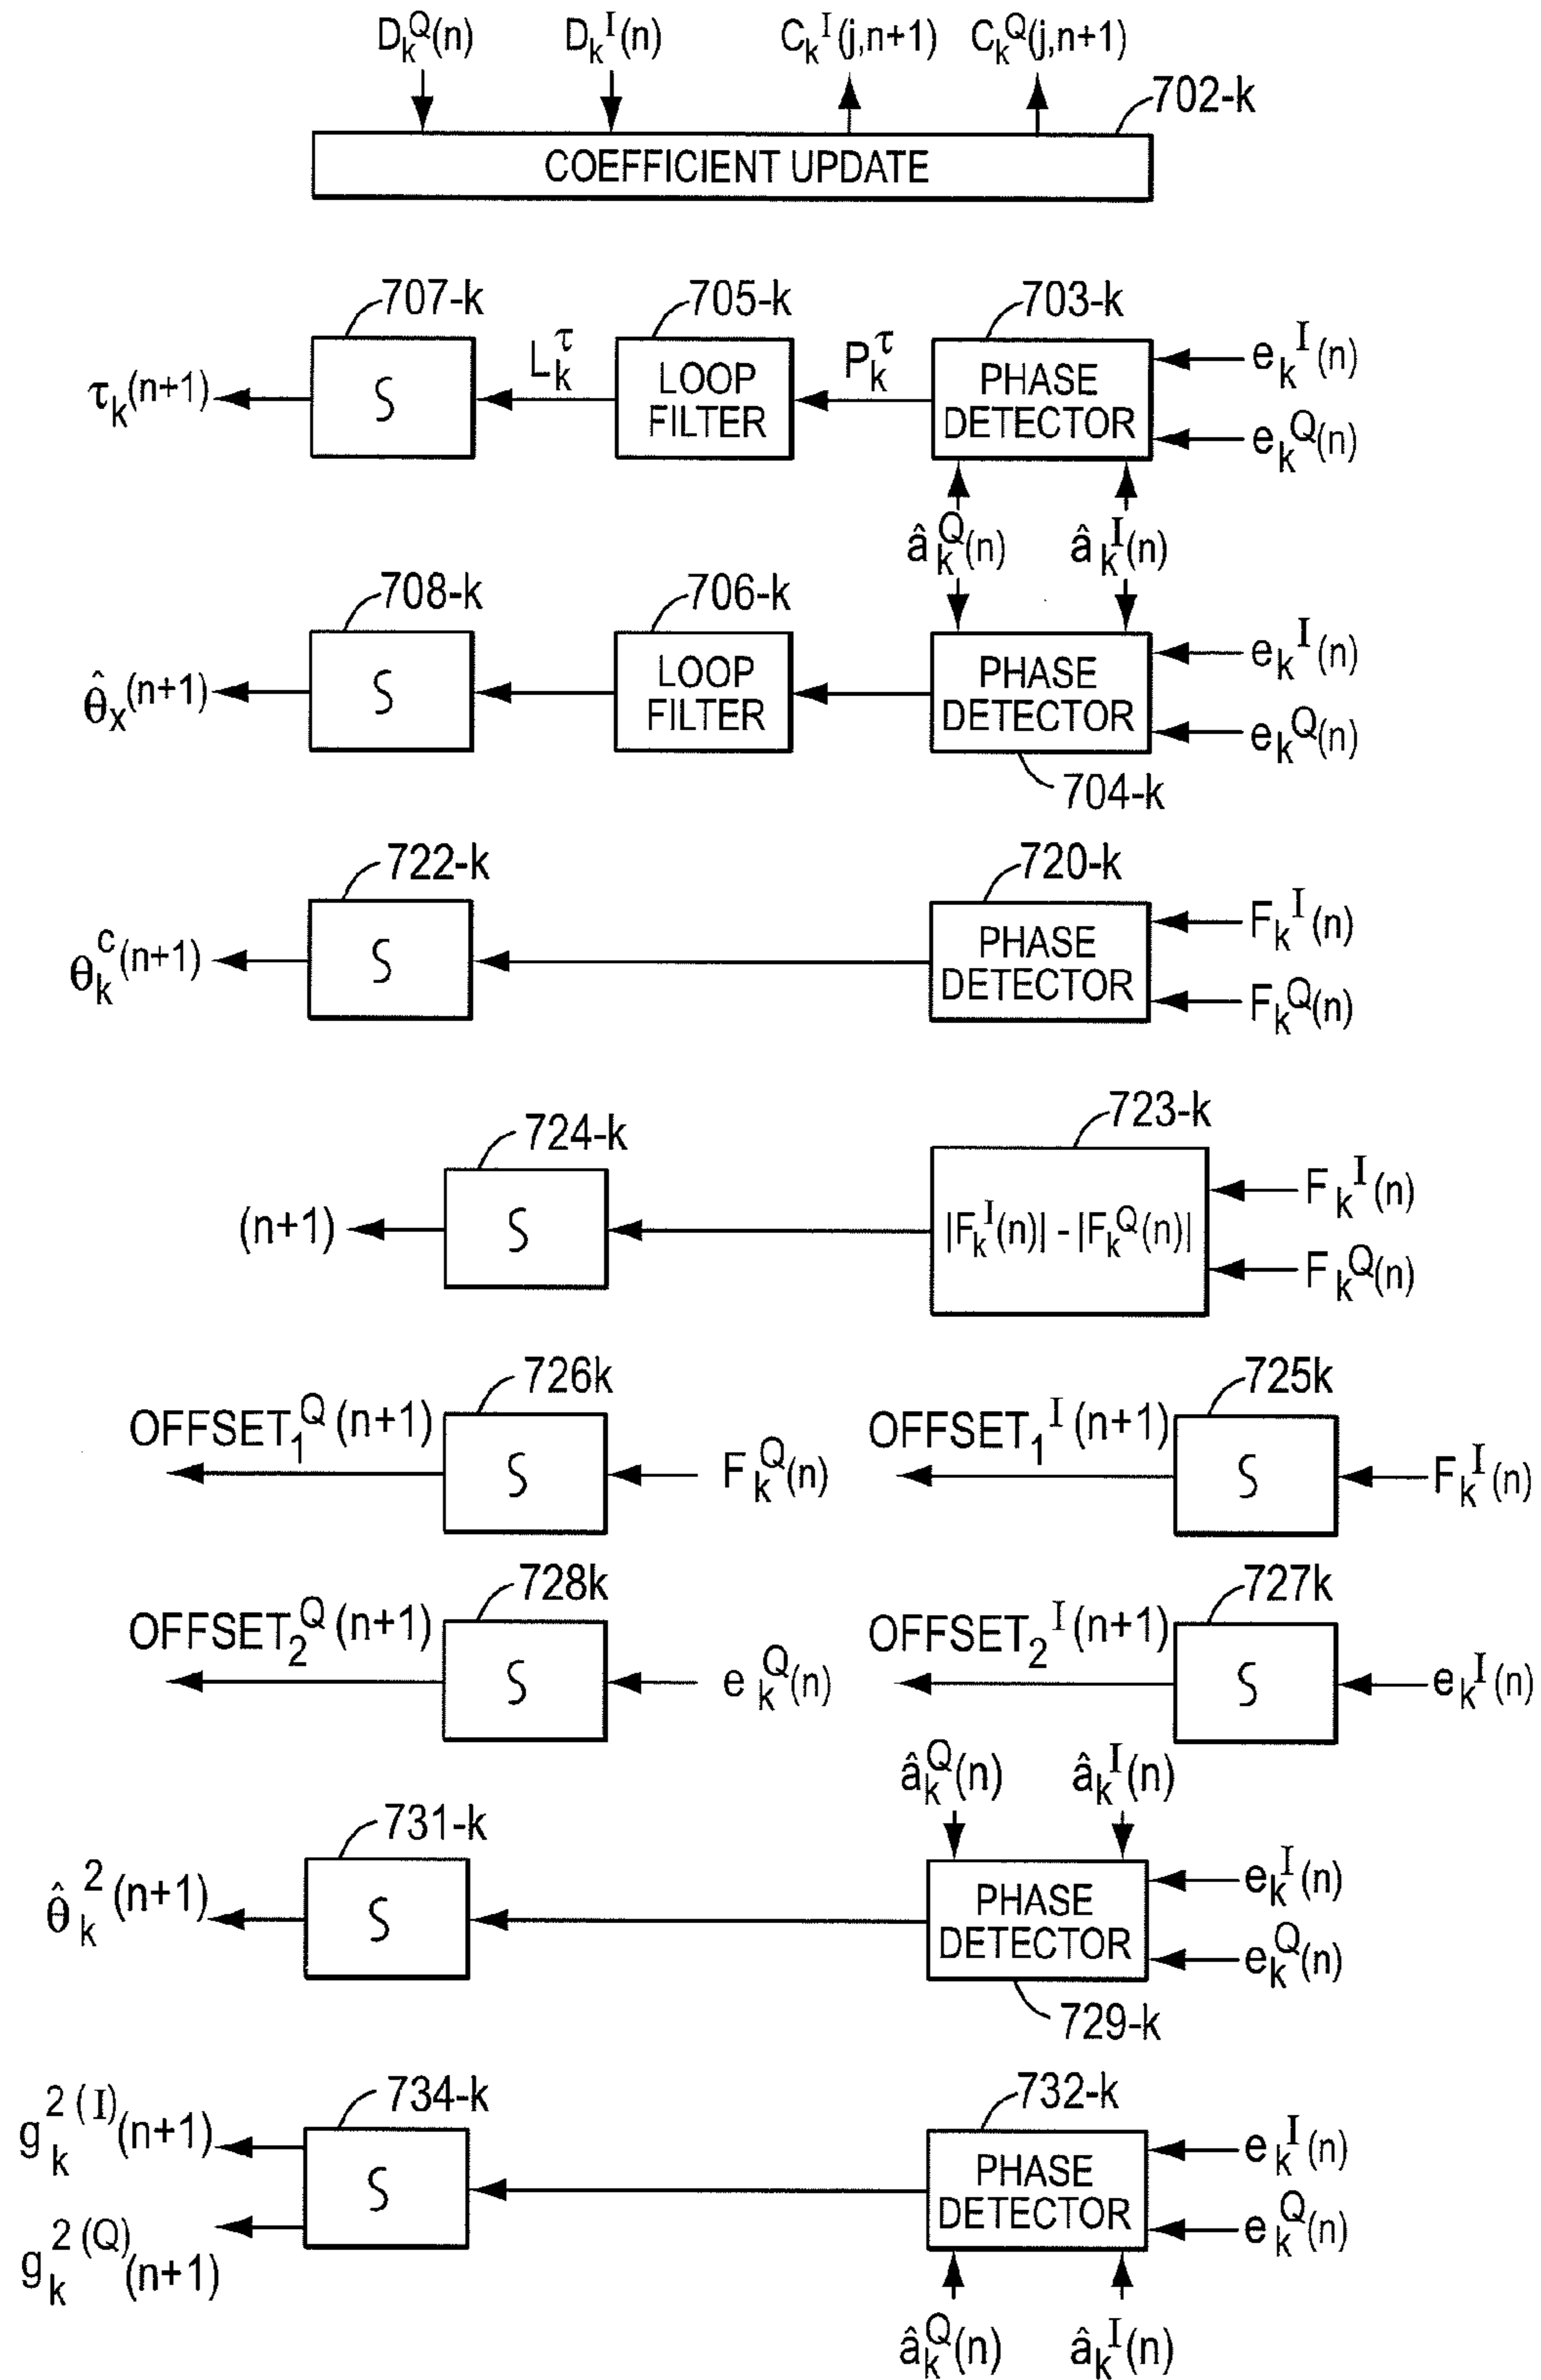 D_k^Q(n) D_k^I(n) C_k^I(j,n+1) C_k^Q(j,n+1)
702-k
COEFFICIENT UPDATE
707-k 705-k 703-k
τ_k(n+1) S L_k^τ LOOP FILTER P_k^τ PHASE DETECTOR e_k^I(n)
e_k^Q(n)
â_k^Q(n) â_k^I(n)
708-k 706-k
θ̂_x(n+1) S LOOP FILTER PHASE DETECTOR e_k^I(n)
e_k^Q(n)
704-k
722-k 720-k
θ_k^c(n+1) S PHASE DETECTOR F_k^I(n)
F_k^Q(n)
724-k 723-k
(n+1) S |F_k^I(n)| - |F_k^Q(n)| F_k^I(n)
F_k^Q(n)
726k 725k
OFFSET_1^Q(n+1) S F_k^Q(n) OFFSET_1^I(n+1) S F_k^I(n)
728k 727k
OFFSET_2^Q(n+1) S e_k^Q(n) OFFSET_2^I(n+1) S e_k^I(n)
â_k^Q(n) â_k^I(n)
731-k
θ̂_k^2(n+1) S PHASE DETECTOR e_k^I(n)
e_k^Q(n)
729-k
734-k 732-k
g_k^2(I)(n+1) S PHASE DETECTOR e_k^I(n)
g_k^2(Q)(n+1) e_k^Q(n)
â_k^Q(n) â_k^I(n)